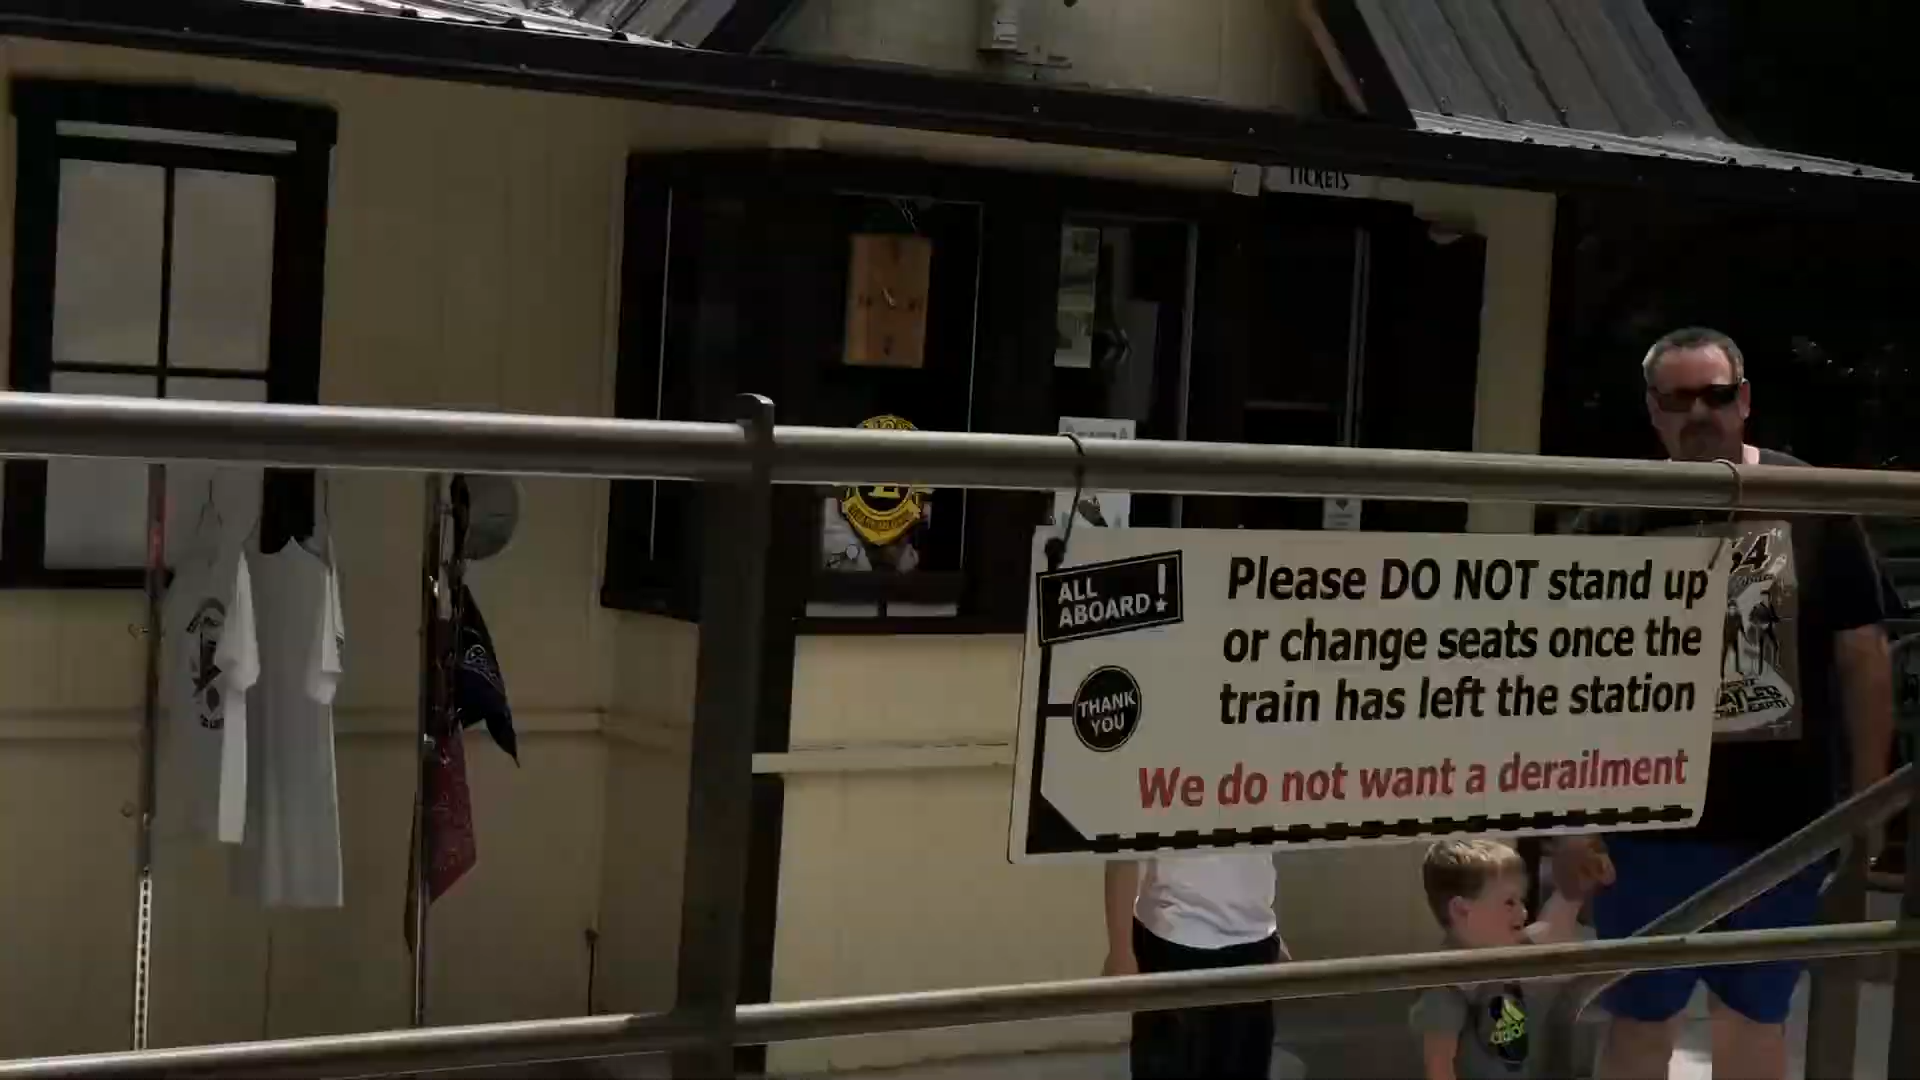 TICKETS
ALL
ABOARD!
Please DO NOT stand up
or change seats once the
train has left the station
THANK
YOU
We do not want a derailment